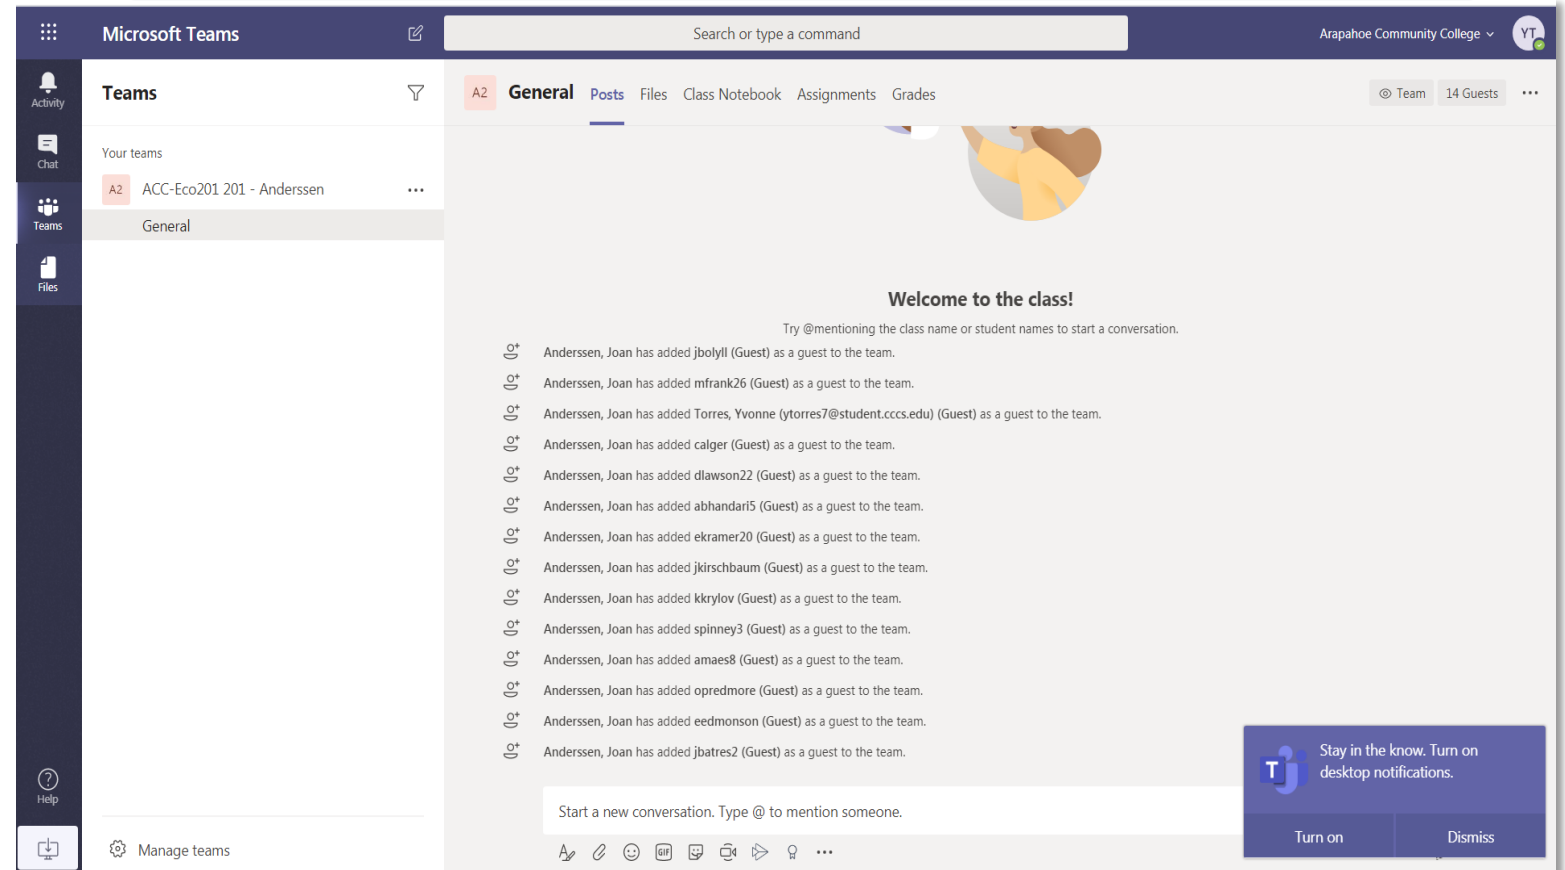 Microsoft Teams
Search or type a command
Arapahoe Community College
YT
Activity
Chat
Teams
Files
Help
Teams
Your teams
A2 ACC-Eco201 201 - Anderssen
General
Manage teams
A2 General Posts Files Class Notebook Assignments Grades
Team 14 Guests
Welcome to the class!
Try @mentioning the class name or student names to start a conversation.
Anderssen, Joan has added jbolyll (Guest) as a guest to the team.
Anderssen, Joan has added mfrank26 (Guest) as a guest to the team.
Anderssen, Joan has added Torres, Yvonne (ytorres7@student.cccs.edu) (Guest) as a guest to the team.
Anderssen, Joan has added calger (Guest) as a guest to the team.
Anderssen, Joan has added dlawson22 (Guest) as a guest to the team.
Anderssen, Joan has added abhandari5 (Guest) as a guest to the team.
Anderssen, Joan has added ekramer20 (Guest) as a guest to the team.
Anderssen, Joan has added jkirschbaum (Guest) as a guest to the team.
Anderssen, Joan has added kkrylov (Guest) as a guest to the team.
Anderssen, Joan has added spinney3 (Guest) as a guest to the team.
Anderssen, Joan has added amaes8 (Guest) as a guest to the team.
Anderssen, Joan has added opredmore (Guest) as a guest to the team.
Anderssen, Joan has added eedmonson (Guest) as a guest to the team.
Anderssen, Joan has added jbatres2 (Guest) as a guest to the team.
Start a new conversation. Type @ to mention someone.
GIF
T
Stay in the know. Turn on
desktop notifications.
Turn on Dismiss